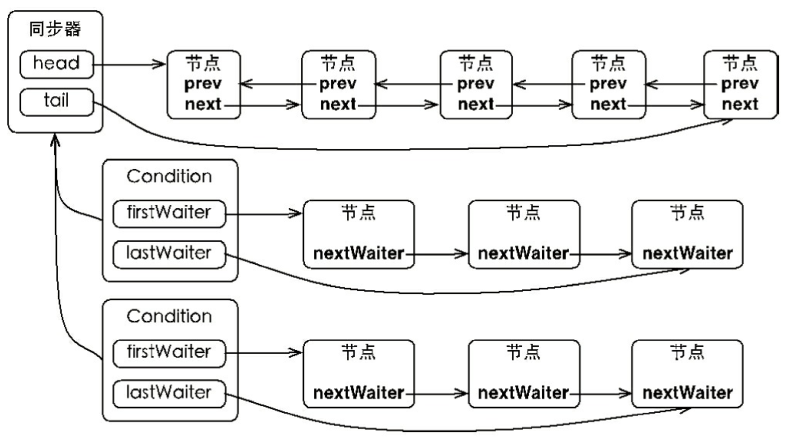 同步器
head
tail
节点 节点 节点 节点 节点
prev prev prev prev prev
next next next next next
Condition
firstWaiter
lastWaiter
节点 节点 节点
nextWaiter nextWaiter nextWaiter
Condition
firstWaiter
lastWaiter
节点 节点 节点
nextWaiter nextWaiter nextWaiter